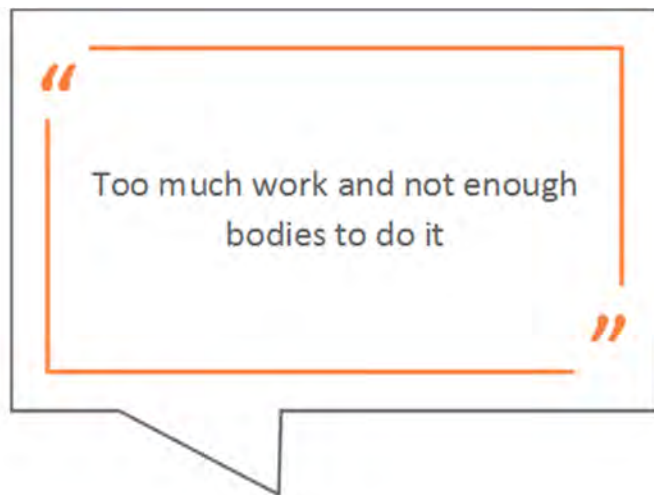 “
Too much work and not enough
bodies to do it
”